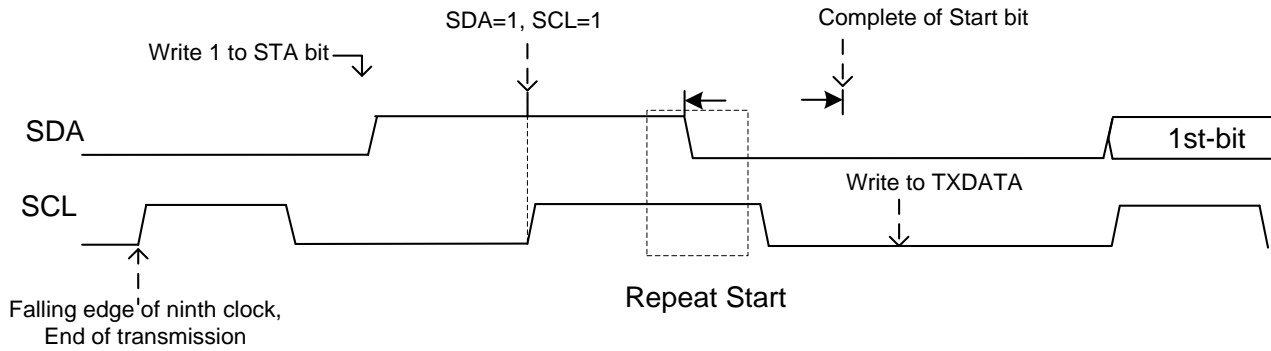 SDA=1, SCL=1
Complete of Start bit
Write 1 to STA bit
SDA
1st-bit
Write to TXDATA
SCL
Falling edge of ninth clock,
End of transmission
Repeat Start